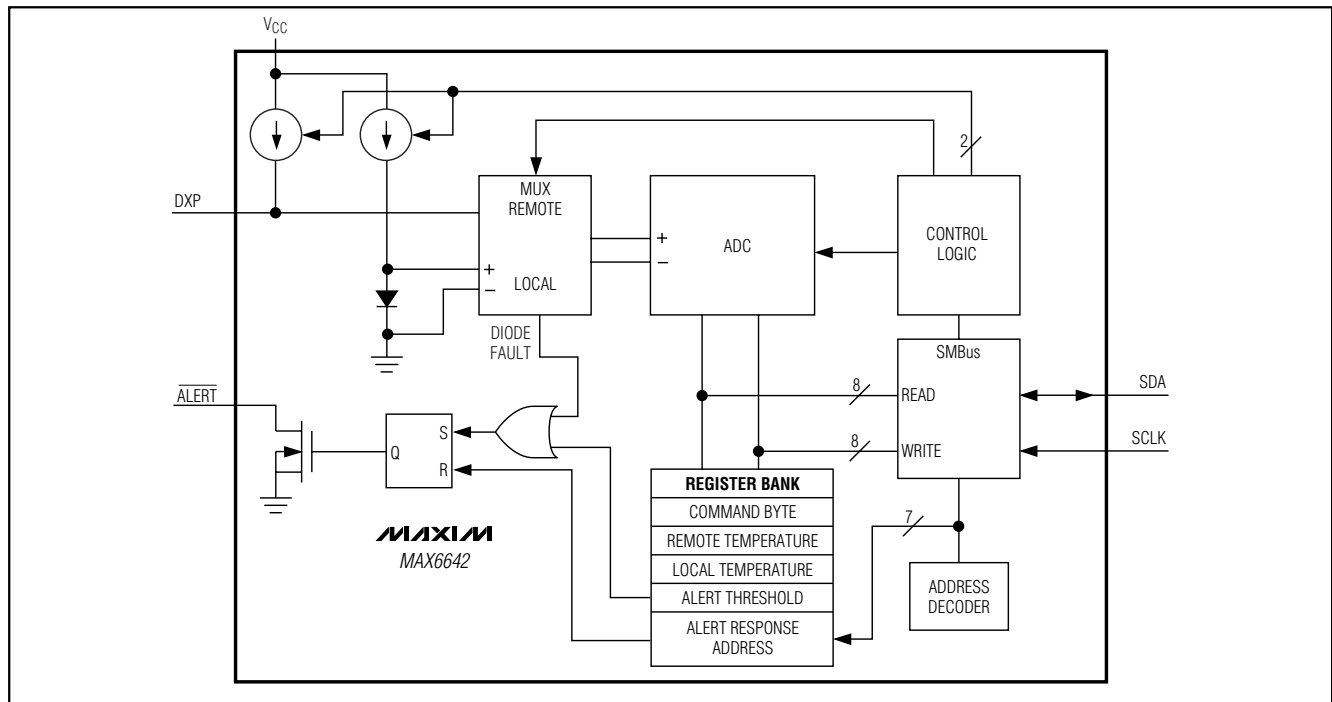 VCC
2
DXP
MUX
REMOTE
+
−
LOCAL
+
−
ADC
CONTROL
LOGIC
DIODE
FAULT
SMBus
ALERT
8
READ
SDA
S
Q
R
8
WRITE
SCLK
REGISTER BANK
COMMAND BYTE
REMOTE TEMPERATURE
LOCAL TEMPERATURE
ALERT THRESHOLD
ALERT RESPONSE
ADDRESS
7
ADDRESS
DECODER
MAXIM
MAX6642